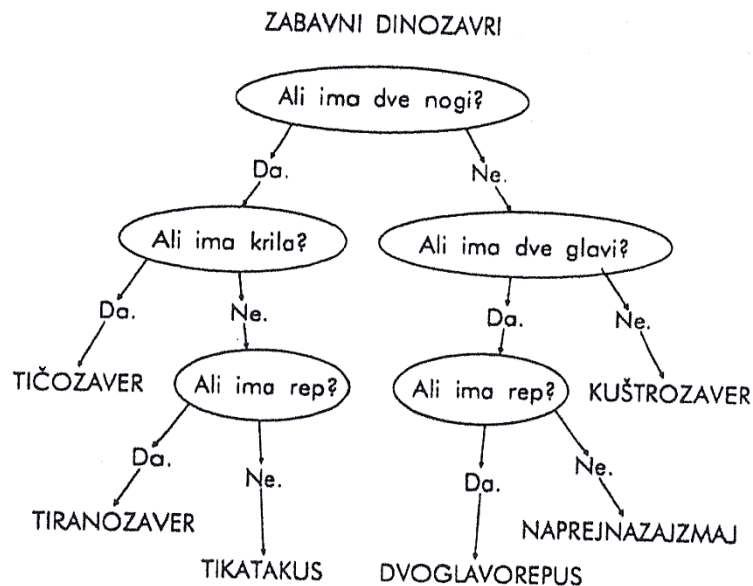 ZABAVNI DINOZAVRI
Ali ima dve nogi?
Da.
Ne.
Ali ima krila?
Ali ima dve glavi?
Da.
Ne.
Da.
Ne.
TIČOZAVER
Ali ima rep?
Ali ima rep?
KUŠTROZAVER
Da.
Ne.
Da.
Ne.
TIRANOZAVER
NAPREJNAZAJZMAJ
TIKATAKUS
DVOGLAVOREPUS